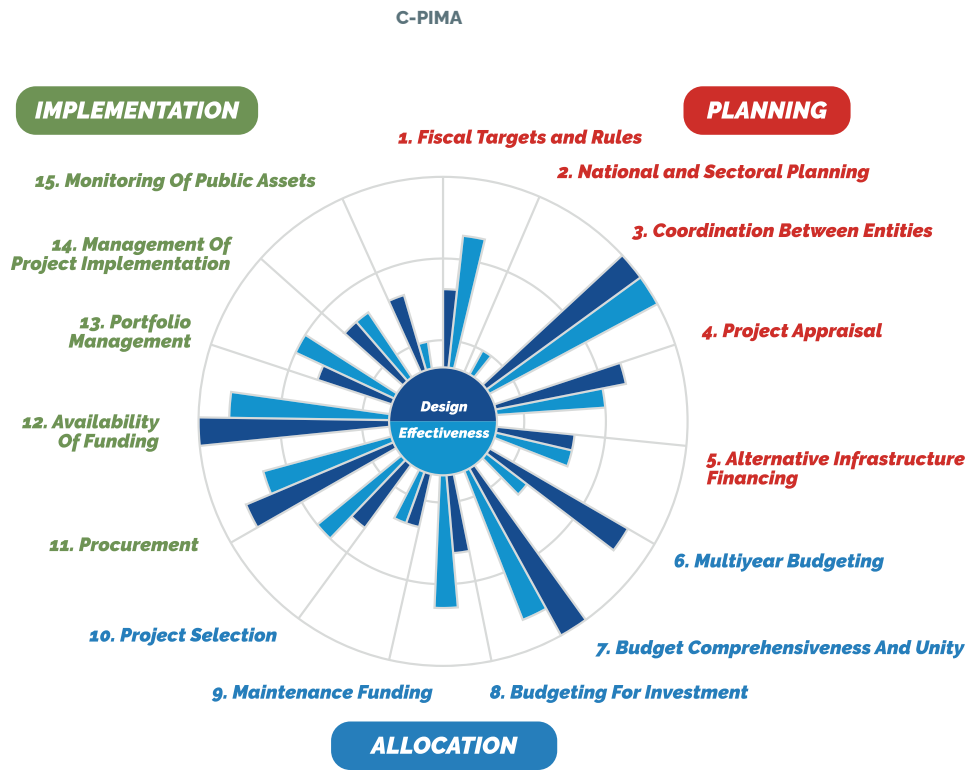 C-PIMA
IMPLEMENTATION
PLANNING
1. Fiscal Targets and Rules
2. National and Sectoral Planning
3. Coordination Between Entities
4. Project Appraisal
5. Alternative Infrastructure
Financing
6. Multiyear Budgeting
7. Budget Comprehensiveness And Unity
8. Budgeting For Investment
9. Maintenance Funding
10. Project Selection
11. Procurement
12. Availability
Of Funding
13. Portfolio
Management
14. Management Of
Project Implementation
15. Monitoring Of Public Assets
Design
Effectiveness
ALLOCATION